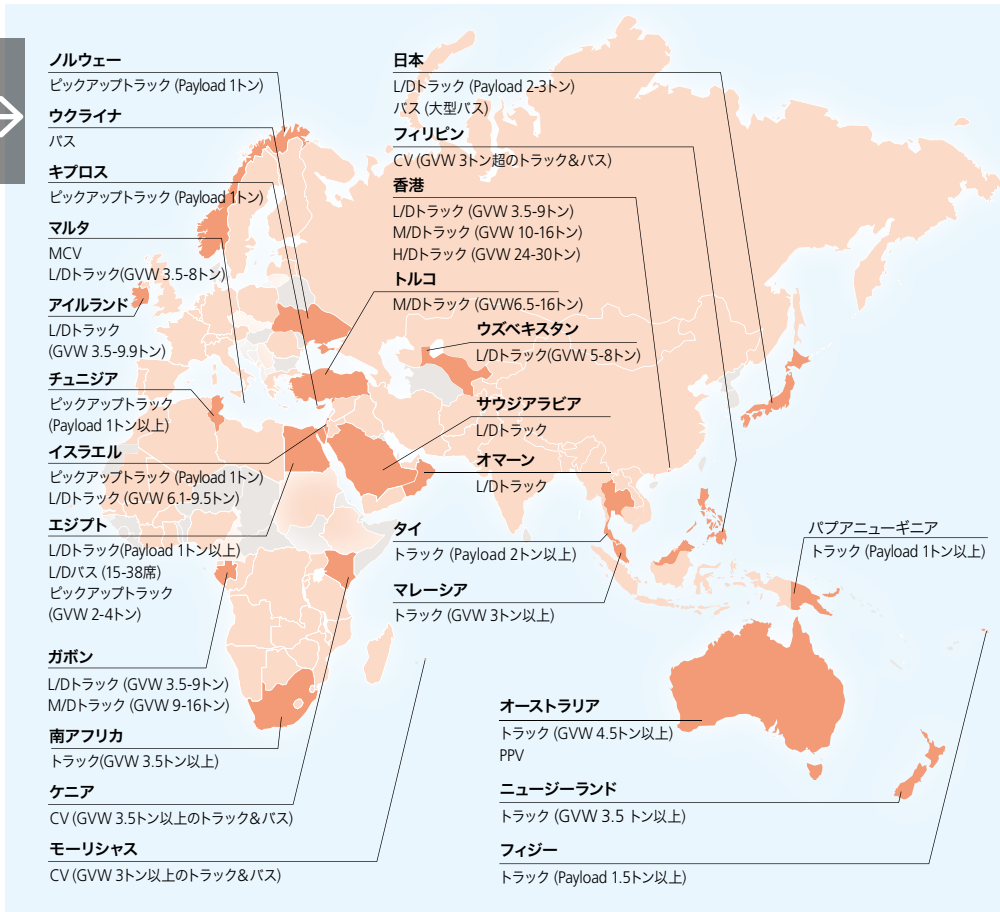 ノルウェー
ピックアップトラック (Payload 1トン)
ウクライナ
バス
キプロス
ピックアップトラック (Payload 1トン)
マルタ
MCV
L/Dトラック(GVW 3.5-8トン)
アイルランド
L/Dトラック
(GVW 3.5-9.9トン)
チュニジア
ピックアップトラック
(Payload 1トン以上)
イスラエル
ピックアップトラック (Payload 1トン)
L/Dトラック (GVW 6.1-9.5トン)
エジプト
L/Dトラック(Payload 1トン以上)
L/Dバス (15-38席)
ピックアップトラック
(GVW 2-4トン)
ガボン
L/Dトラック (GVW 3.5-9トン)
M/Dトラック (GVW 9-16トン)
南アフリカ
トラック(GVW 3.5トン以上)
ケニア
CV (GVW 3.5トン以上のトラック&バス)
モーリシャス
CV (GVW 3トン以上のトラック&バス)
日本
L/Dトラック (Payload 2-3トン)
バス (大型バス)
フィリピン
CV (GVW 3トン超のトラック&バス)
香港
L/Dトラック (GVW 3.5-9トン)
M/Dトラック (GVW 10-16トン)
H/Dトラック (GVW 24-30トン)
トルコ
M/Dトラック (GVW6.5-16トン)
ウズベキスタン
L/Dトラック(GVW 5-8トン)
サウジアラビア
L/Dトラック
オマーン
L/Dトラック
タイ
トラック (Payload 2トン以上)
マレーシア
トラック (GVW 3トン以上)
パプアニューギニア
トラック (Payload 1トン以上)
オーストラリア
トラック (GVW 4.5トン以上)
PPV
ニュージーランド
トラック (GVW 3.5 トン以上)
フィジー
トラック (Payload 1.5トン以上)